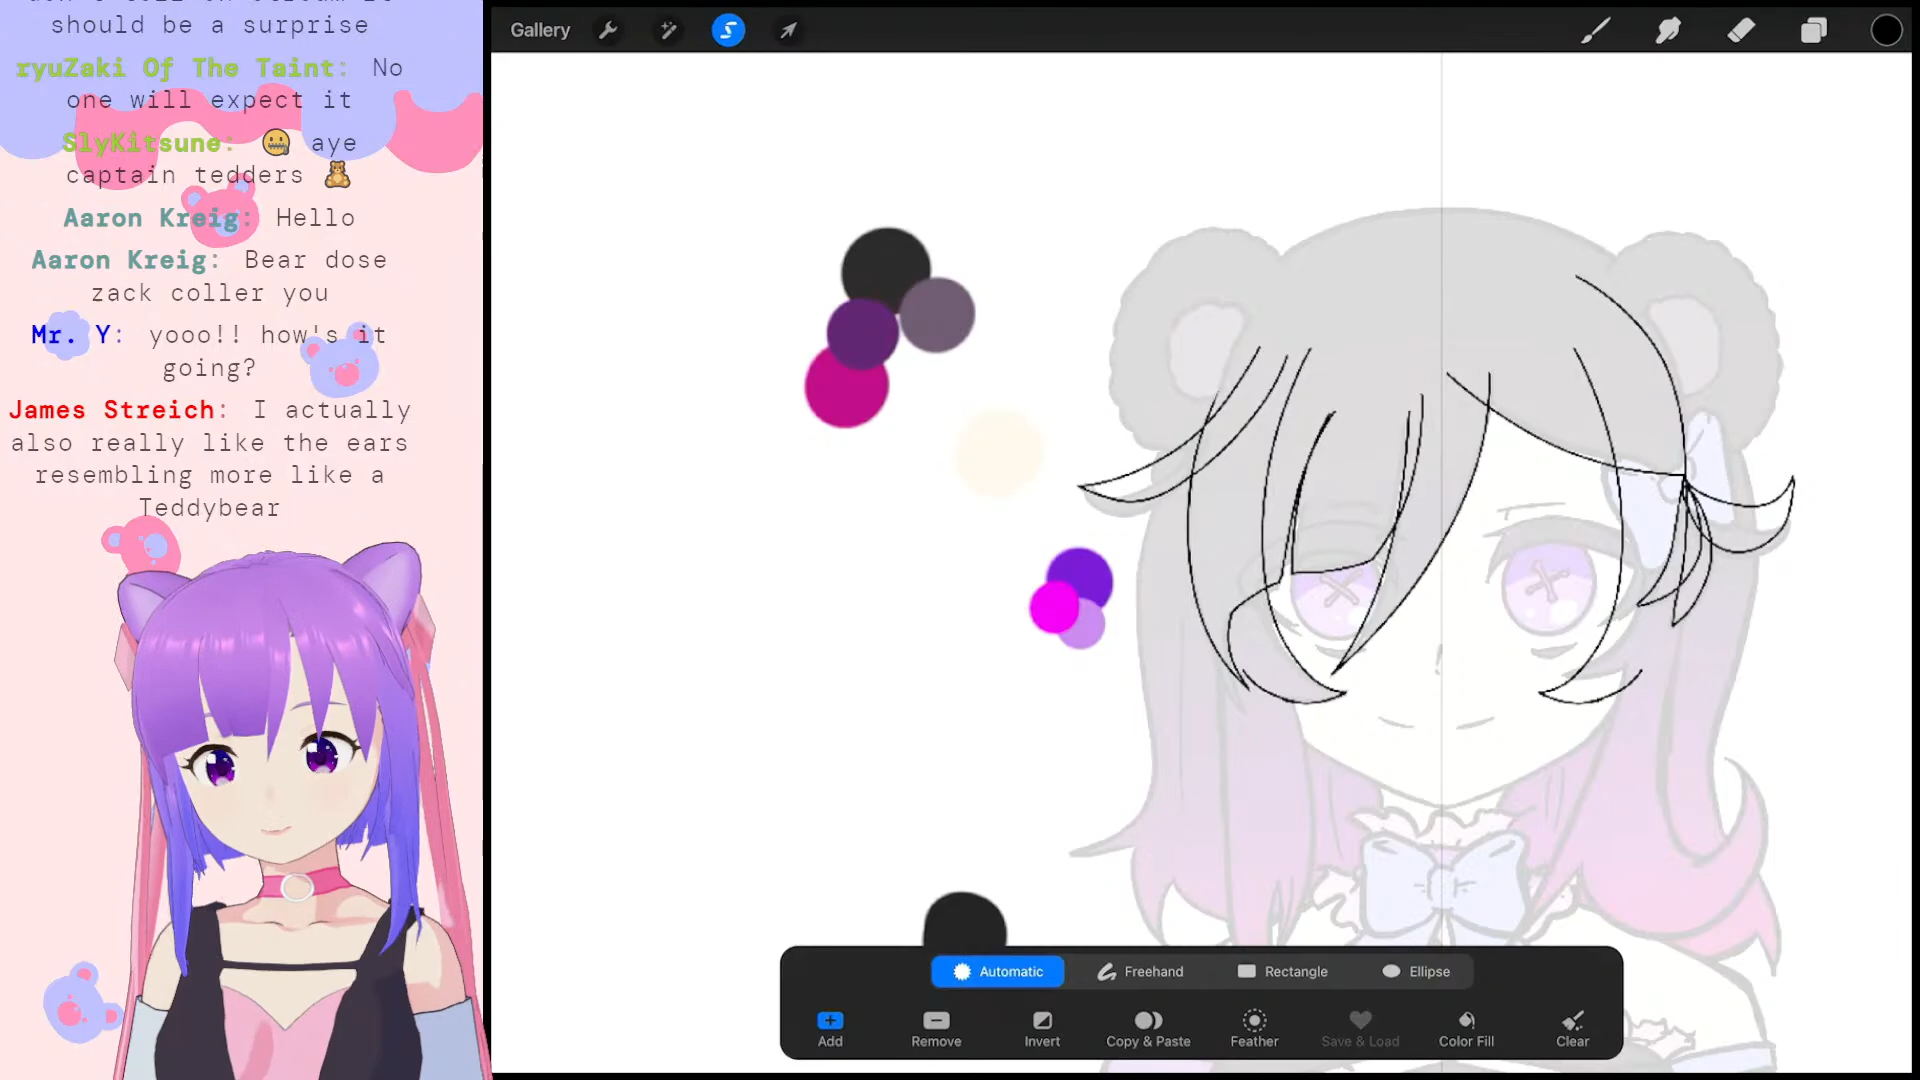 should be a surprise
ryuZaki Of The Taint: No
one will expect it
SlyKitsune: 🤐 aye
captain tedders 🧸
Aaron Kreig: Hello
Aaron Kreig: Bear dose
zack coller you
Mr. Y: yooo!! how's it
going?
James Streich: I actually
also really like the ears
resembling more like a
Teddybear
Gallery
Automatic
Freehand
Rectangle
Ellipse
Add
Remove
Invert
Copy & Paste
Feather
Save & Load
Color Fill
Clear